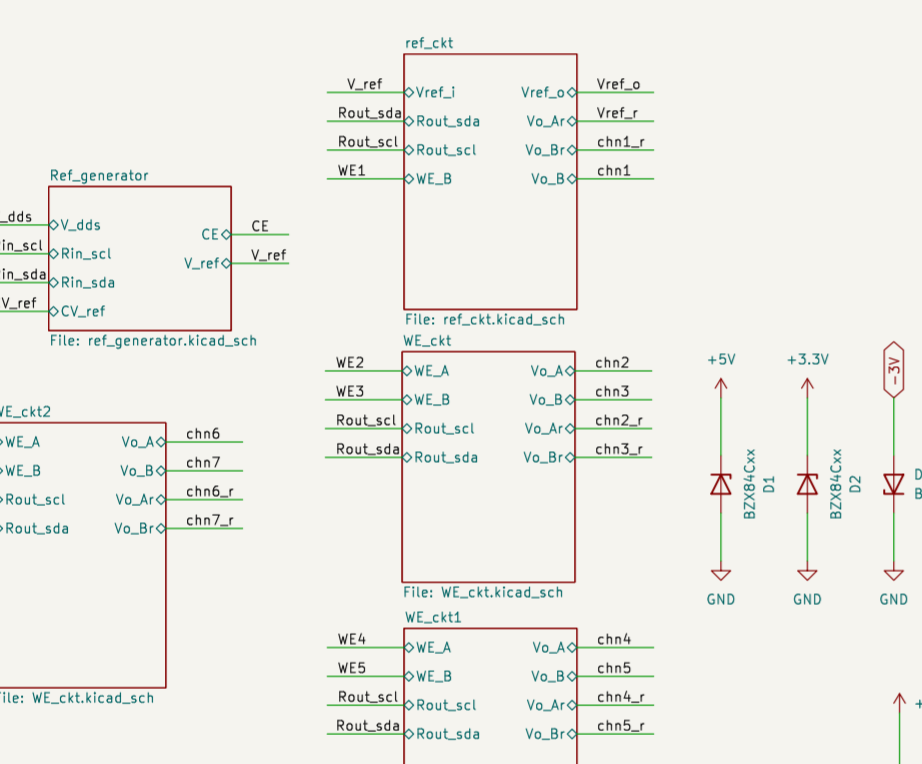 ref_ckt
V_ref
Rout_sda
Rout_scl
WE1
Vref_i
Rout_sda
Rout_scl
WE_B
Vref_o
Vo_Ar
Vo_Br
Vo_B
Vref_o
Vref_r
chn1_r
chn1
File: ref_ckt.kicad_sch
Ref_generator
_dds
in_scl
in_sda
V_ref
V_dds
Rin_scl
Rin_sda
CV_ref
CE
V_ref
CE
V_ref
File: ref_generator.kicad_sch
WE_ckt
WE2
WE3
Rout_scl
Rout_sda
WE_A
WE_B
Rout_scl
Rout_sda
Vo_A
Vo_B
Vo_Ar
Vo_Br
chn2
chn3
chn2_r
chn3_r
File: WE_ckt.kicad_sch
WE_ckt2
WE_A
WE_B
Rout_scl
Rout_sda
Vo_A
Vo_B
Vo_Ar
Vo_Br
chn6
chn7
chn6_r
chn7_r
File: WE_ckt.kicad_sch
WE_ckt1
WE4
WE5
Rout_scl
Rout_sda
WE_A
WE_B
Rout_scl
Rout_sda
Vo_A
Vo_B
Vo_Ar
Vo_Br
chn4
chn5
chn4_r
chn5_r
+5V
BZX84Cxx
D1
GND
+3.3V
BZX84Cxx
D2
GND
-3V
D
B
GND
+